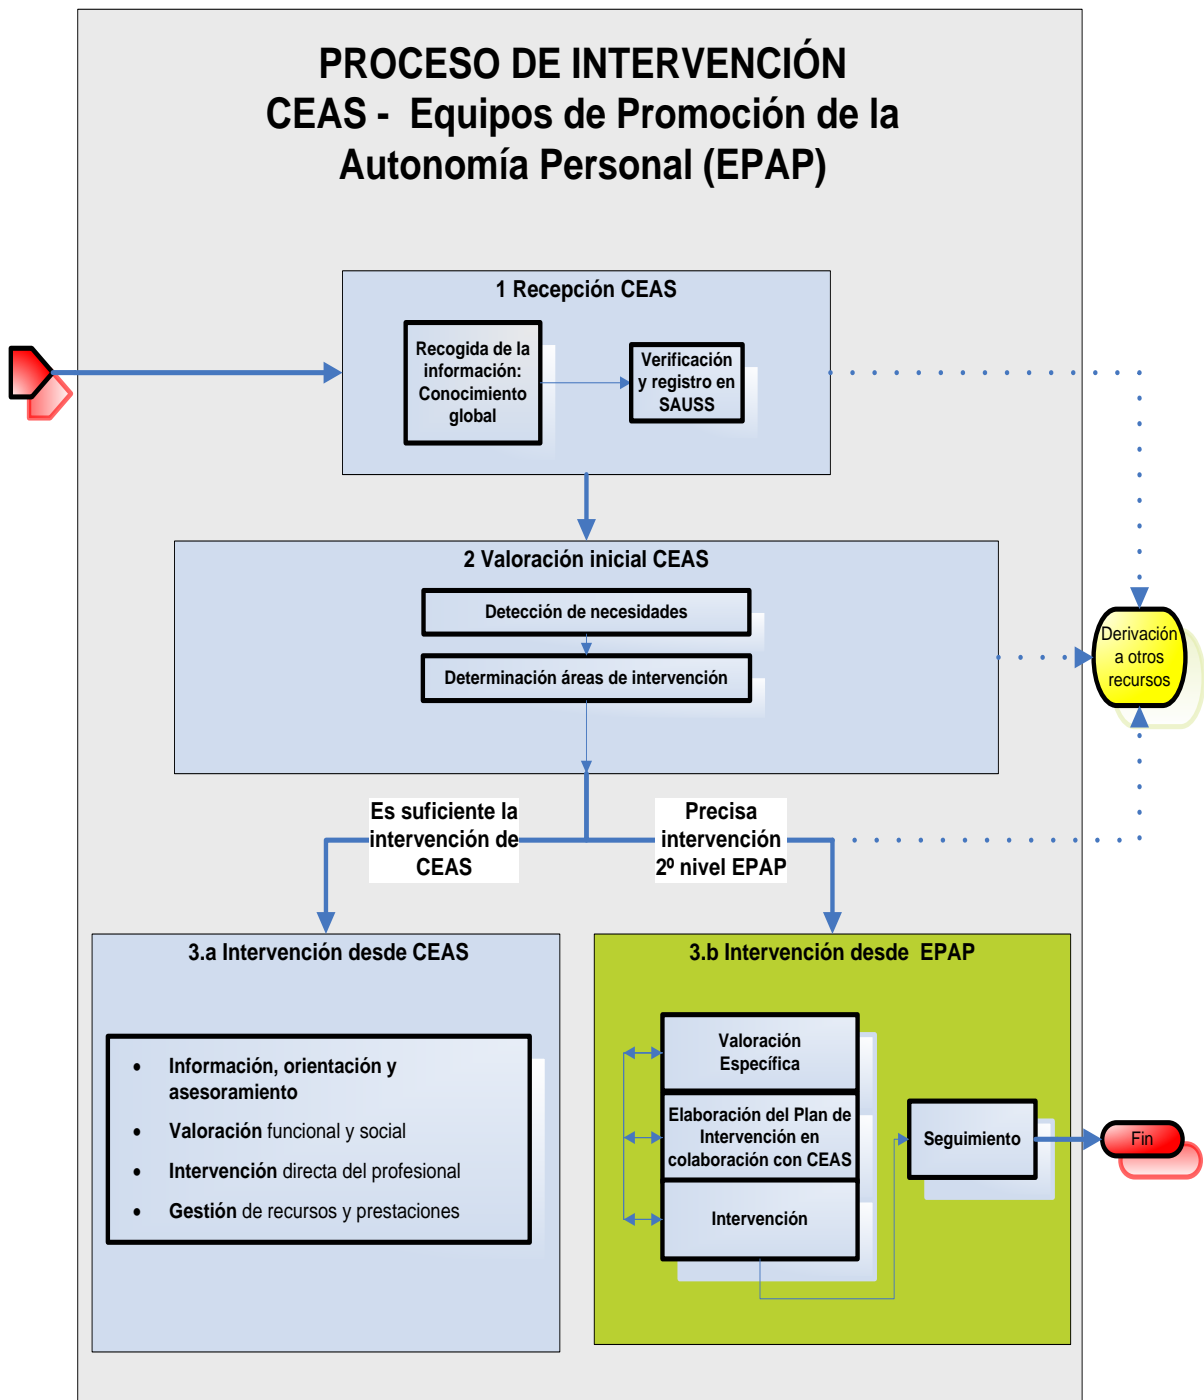 PROCESO DE INTERVENCIÓN
CEAS - Equipos de Promoción de la
Autonomía Personal (EPAP)
1 Recepción CEAS
Recogida de la
información:
Conocimiento
global
Verificación
y registro en
SAUSS
2 Valoración inicial CEAS
Detección de necesidades
Determinación áreas de intervención
Derivación
a otros
recursos
Es suficiente la
intervención de
CEAS
Precisa
intervención
2º nivel EPAP
3.a Intervención desde CEAS
• Información, orientación y
asesoramiento
• Valoración funcional y social
• Intervención directa del profesional
• Gestión de recursos y prestaciones
3.b Intervención desde EPAP
Valoración
Específica
Elaboración del Plan de
Intervención en
colaboración con CEAS
Intervención
Seguimiento
Fin